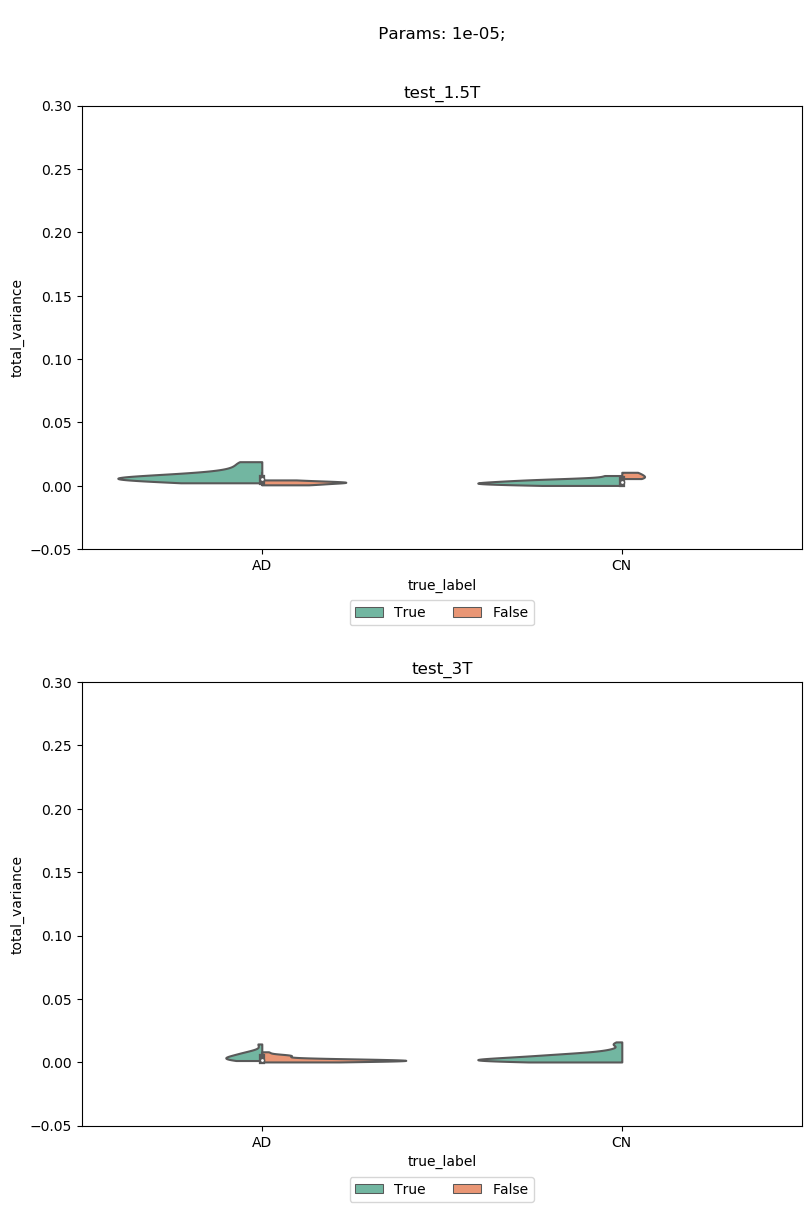 Params: 1e-05;
test_1.5T
0.30
0.25
0.20
0.15
0.10
0.05
0.00
−0.05
total_variance
AD CN
true_label
True False
test_3T
0.30
0.25
0.20
0.15
0.10
0.05
0.00
−0.05
total_variance
AD CN
true_label
True False